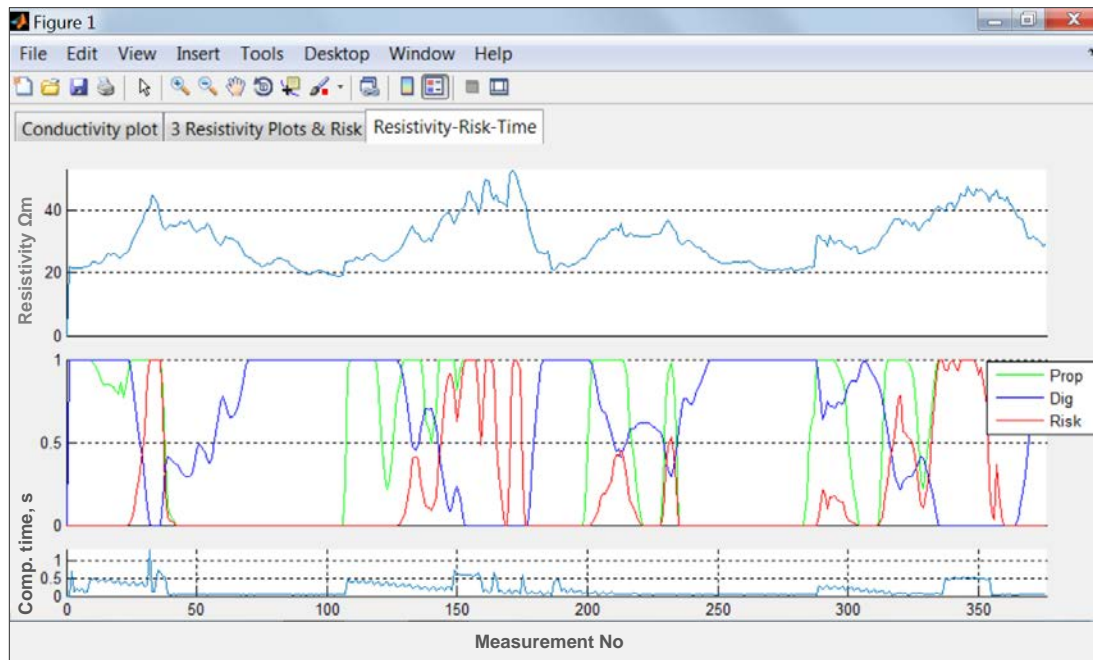 Figure 1
File Edit View Insert Tools Desktop Window Help
Conductivity plot 3 Resistivity Plots & Risk Resistivity-Risk-Time
Resistivity Ωm
40
20
0
1
0.5
0
Prop
Dig
Risk
Comp. time, s
1
0.5
0
0 50 100 150 200 250 300 350
Measurement No